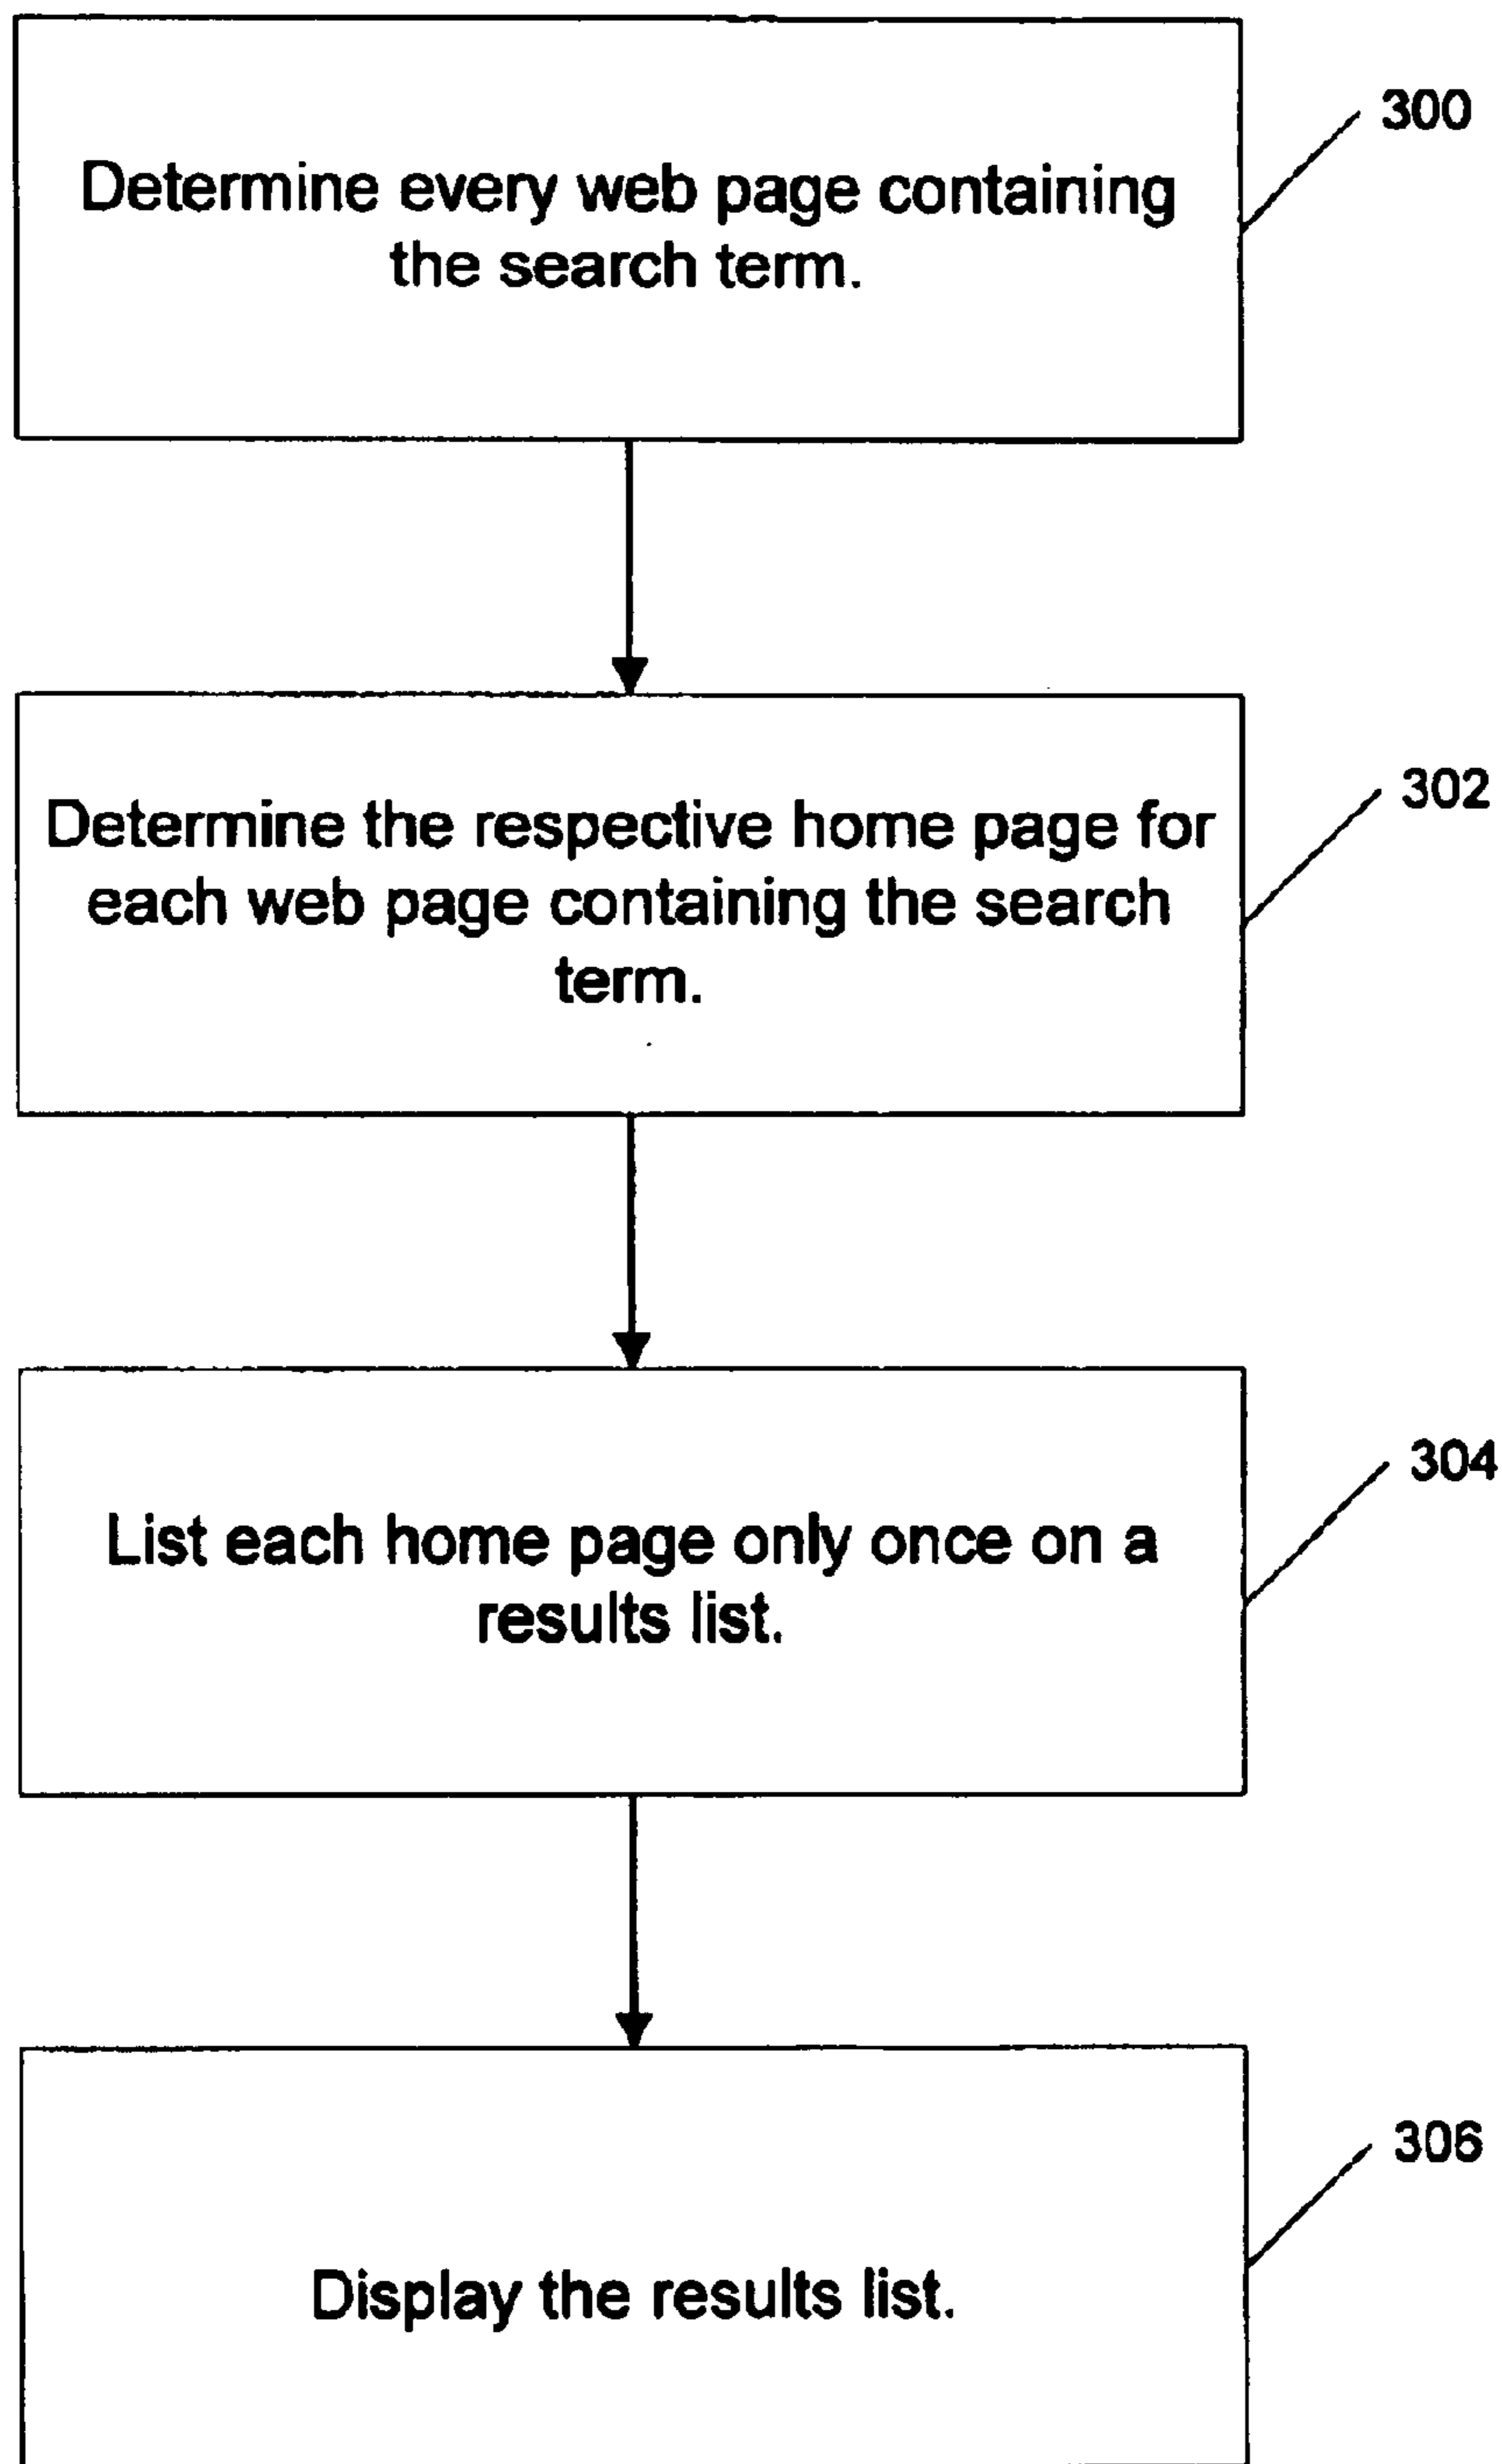 Determine every web page containing
the search term.
300
Determine the respective home page for
each web page containing the search
term.
302
List each home page only once on a
results list.
304
Display the results list.
306